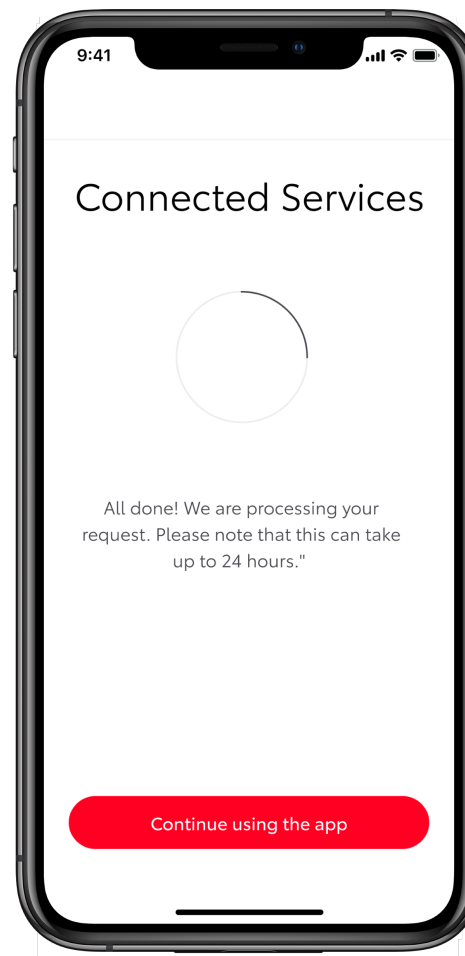 9:41
Connected Services
All done! We are processing your
request. Please note that this can take
up to 24 hours."
Continue using the app